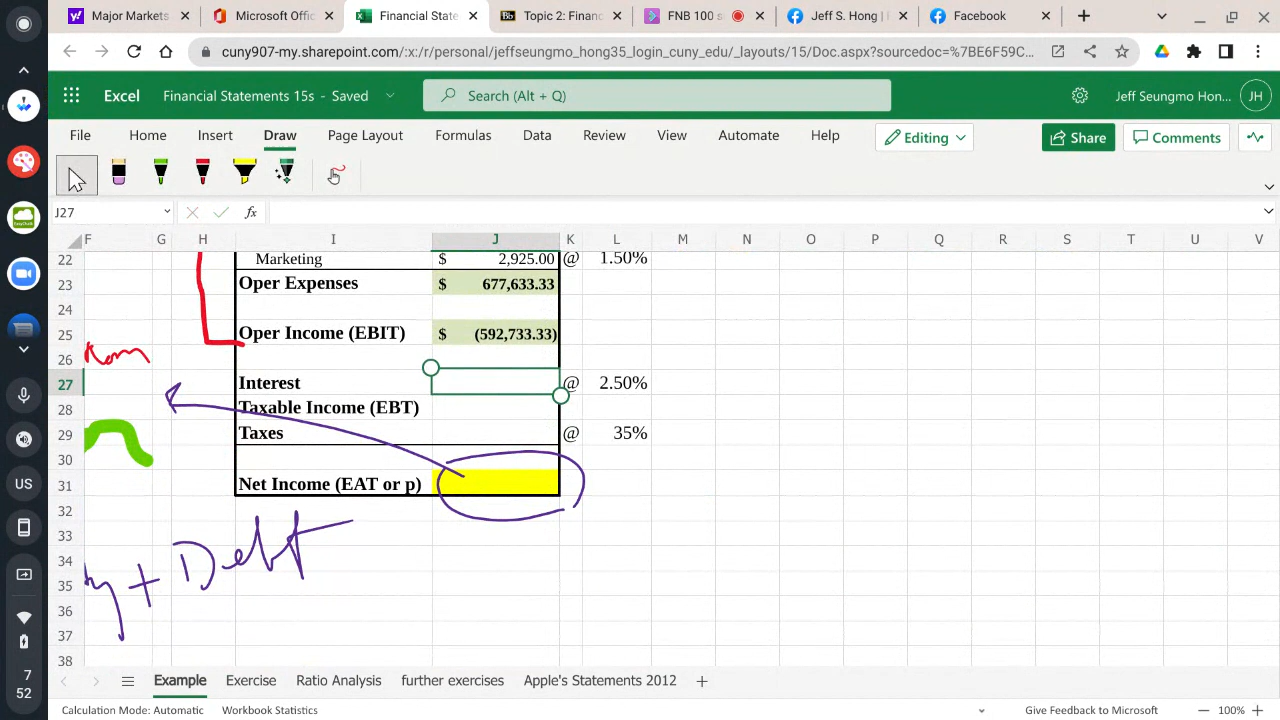 Major Markets
Microsoft Offic
Financial State
Topic 2: Financ
FNB 100 s
Jeff S. Hong | F
Facebook
cuny907-my.sharepoint.com/:x:/r/personal/jeffseungmo_hong35_login_cuny_edu/_layouts/15/Doc.aspx?sourcedoc=%7BE6F59C...
Excel
Financial Statements 15s - Saved
Search (Alt + Q)
Jeff Seungmo Hon...
JH
File Home Insert Draw Page Layout Formulas Data Review View Automate Help
Editing
Share
Comments
J27
fx
F G H I J K L M N O P Q R S T U V
22 Marketing $ 2,925.00 @ 1.50%
23 Oper Expenses $ 677,633.33
24
25 Oper Income (EBIT) $ (592,733.33)
26
27 Interest @ 2.50%
28 Taxable Income (EBT)
29 Taxes @ 35%
30
31 Net Income (EAT or p)
32
33
34
35
36
37
38
y + Debt
US
7
52
Example Exercise Ratio Analysis further exercises Apple's Statements 2012
Calculation Mode: Automatic Workbook Statistics
Give Feedback to Microsoft
100%